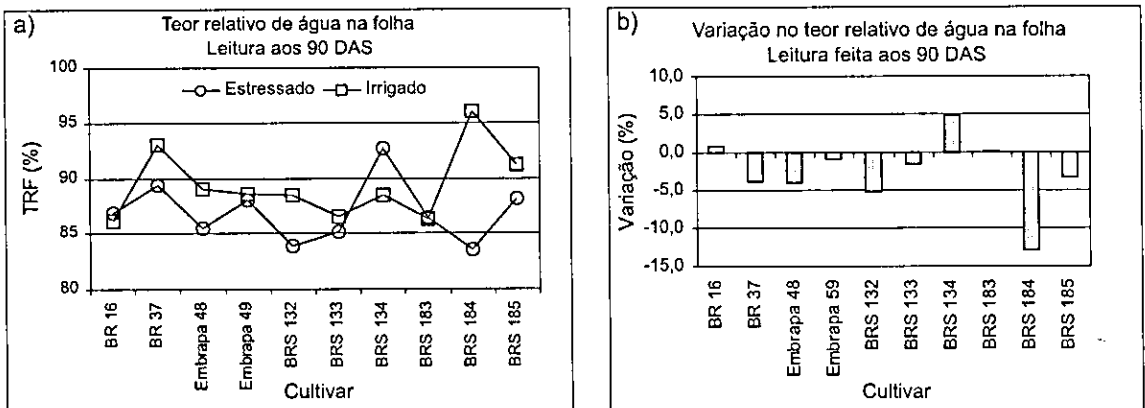 a)
Teor relativo de água na folha
Leitura aos 90 DAS
100
95
90
85
80
TRF (%)
Estressado
Irrigado
BR 16
BR 37
Embrapa 48
Embrapa 49
BRS 132
BRS 133
BRS 134
BRS 183
BRS 184
BRS 185
Cultivar
b)
Variação no teor relativo de água na folha
Leitura feita aos 90 DAS
10,0
5,0
0,0
-5,0
-10,0
-15,0
Variação (%)
BR 16
BR 37
Embrapa 48
Embrapa 59
BRS 132
BRS 133
BRS 134
BRS 183
BRS 184
BRS 185
Cultivar